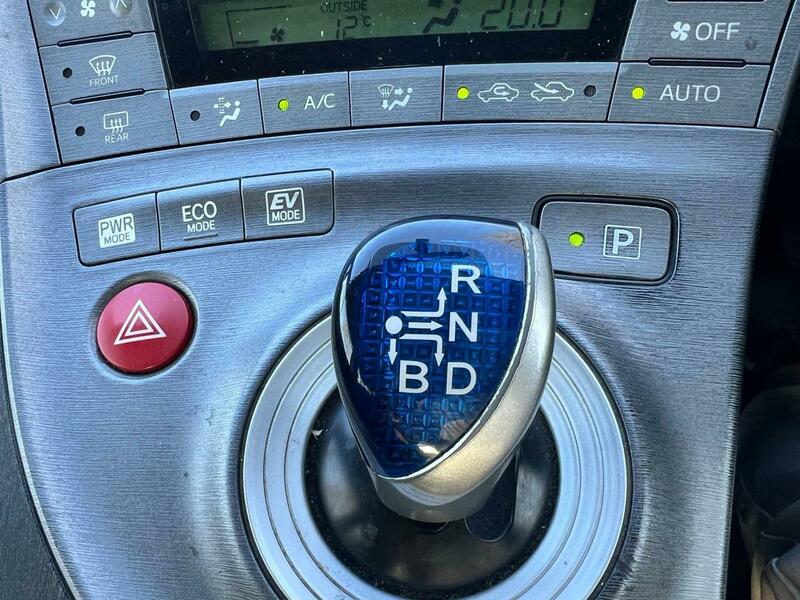 OUTSIDE
12°C
20.0
OFF
FRONT
A/C
AUTO
REAR
PWR
MODE
ECO
MODE
EV
MODE
P
R
N
B D